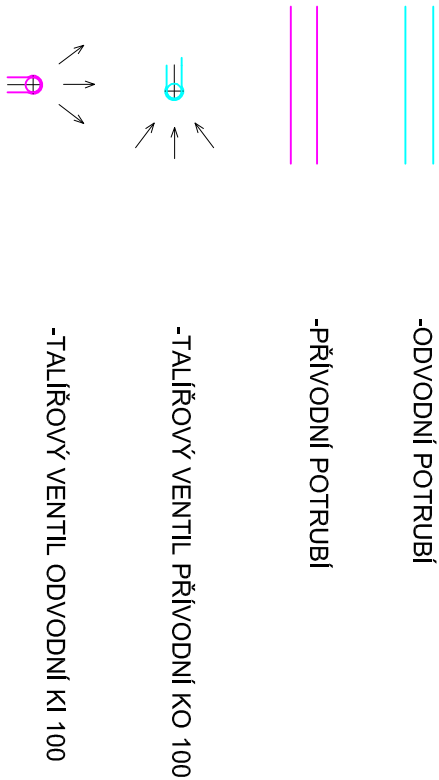 -ODVODNÍ POTRUBÍ
-PŘÍVODNÍ POTRUBÍ
-TALÍŘOVÝ VENTIL PŘÍVODNÍ KO 100
-TALÍŘOVÝ VENTIL ODVODNÍ KI 100